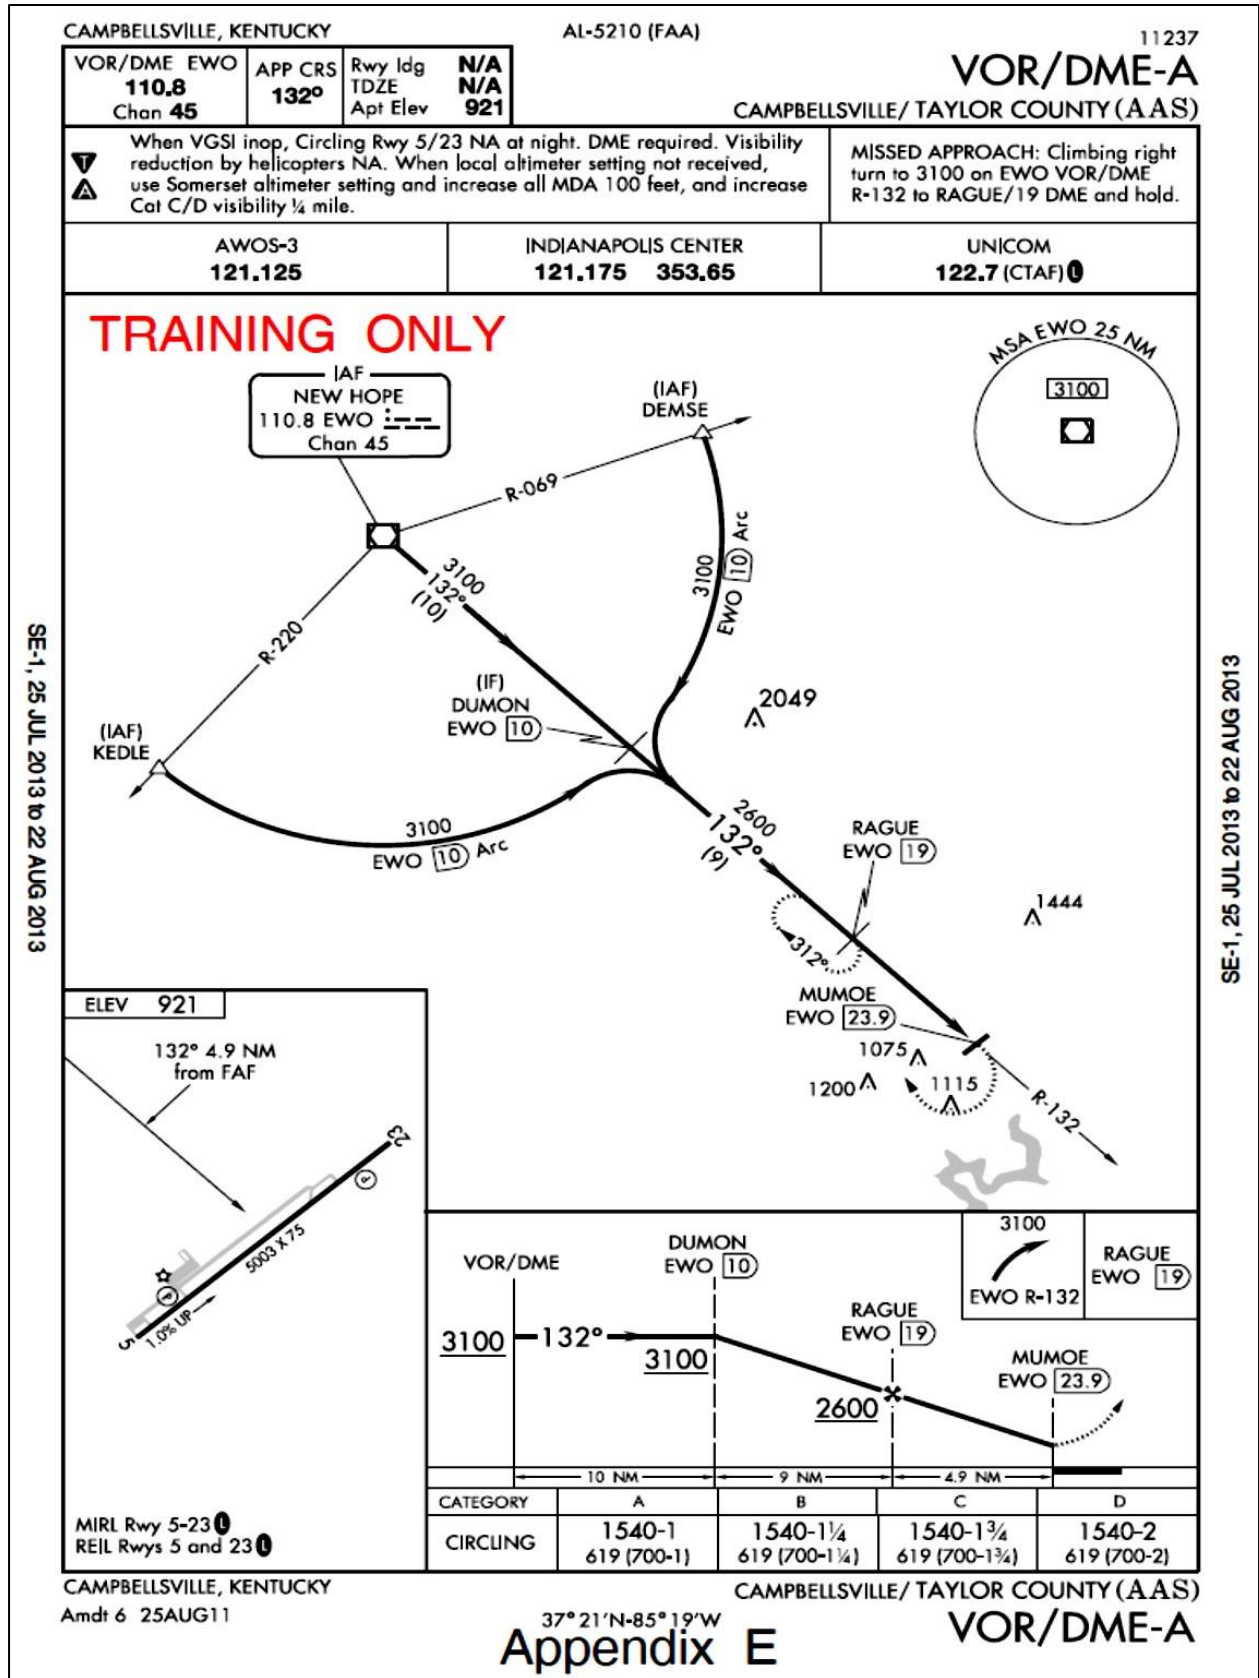 CAMPBELLSVILLE, KENTUCKY
AL-5210 (FAA)
11237
VOR/DME EWO
110.8
Chan 45
APP CRS
132°
Rwy ldg N/A
TDZE N/A
Apt Elev 921
VOR/DME-A
CAMPBELLSVILLE/ TAYLOR COUNTY (AAS)
T
A
When VGSI inop, Circling Rwy 5/23 NA at night. DME required. Visibility
reduction by helicopters NA. When local altimeter setting not received,
use Somerset altimeter setting and increase all MDA 100 feet, and increase
Cat C/D visibility ¼ mile.
MISSED APPROACH: Climbing right
turn to 3100 on EWO VOR/DME
R-132 to RAGUE/19 DME and hold.
AWOS-3
121.125
INDIANAPOLIS CENTER
121.175 353.65
UNICOM
122.7 (CTAF) L
TRAINING ONLY
MSA EWO 25 NM
3100
IAF
NEW HOPE
110.8 EWO
Chan 45
(IAF)
DEMSE
R-069
R-220
3100
132°
(10)
3100
EWO 10 Arc
(IF)
DUMON
EWO 10
2049
(IAF)
KEDLE
3100
EWO 10 Arc
2600
132°
(9)
RAGUE
EWO 19
1444
312°
MUMOE
EWO 23.9
1075
1200
1115
R-132
SE-1, 25 JUL 2013 to 22 AUG 2013
SE-1, 25 JUL 2013 to 22 AUG 2013
ELEV 921
132° 4.9 NM
from FAF
23
P
5003 X 75
P
5
1.0% UP
MIRL Rwy 5-23 L
REIL Rwys 5 and 23 L
VOR/DME
DUMON
EWO 10
3100
EWO R-132
RAGUE
EWO 19
RAGUE
EWO 19
MUMOE
EWO 23.9
3100
132°
3100
2600
10 NM
9 NM
4.9 NM
CATEGORY A B C D
CIRCLING
1540-1
619 (700-1)
1540-1¼
619 (700-1¼)
1540-1¾
619 (700-1¾)
1540-2
619 (700-2)
CAMPBELLSVILLE, KENTUCKY
Amdt 6 25AUG11
37°21'N-85°19'W
CAMPBELLSVILLE/ TAYLOR COUNTY (AAS)
VOR/DME-A
Appendix E